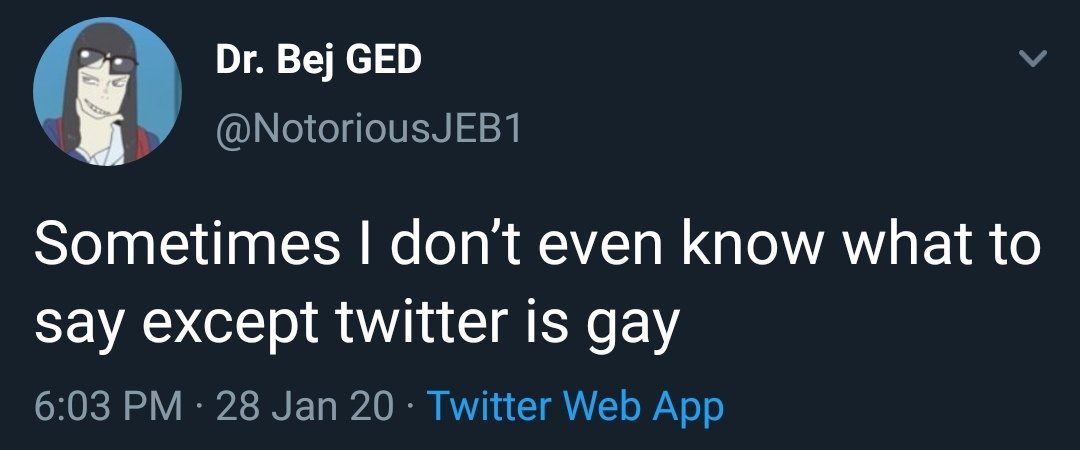 Dr. Bej GED
@NotoriousJEB1
Sometimes I don’t even know what to
say except twitter is gay
6:03 PM · 28 Jan 20 · Twitter Web App